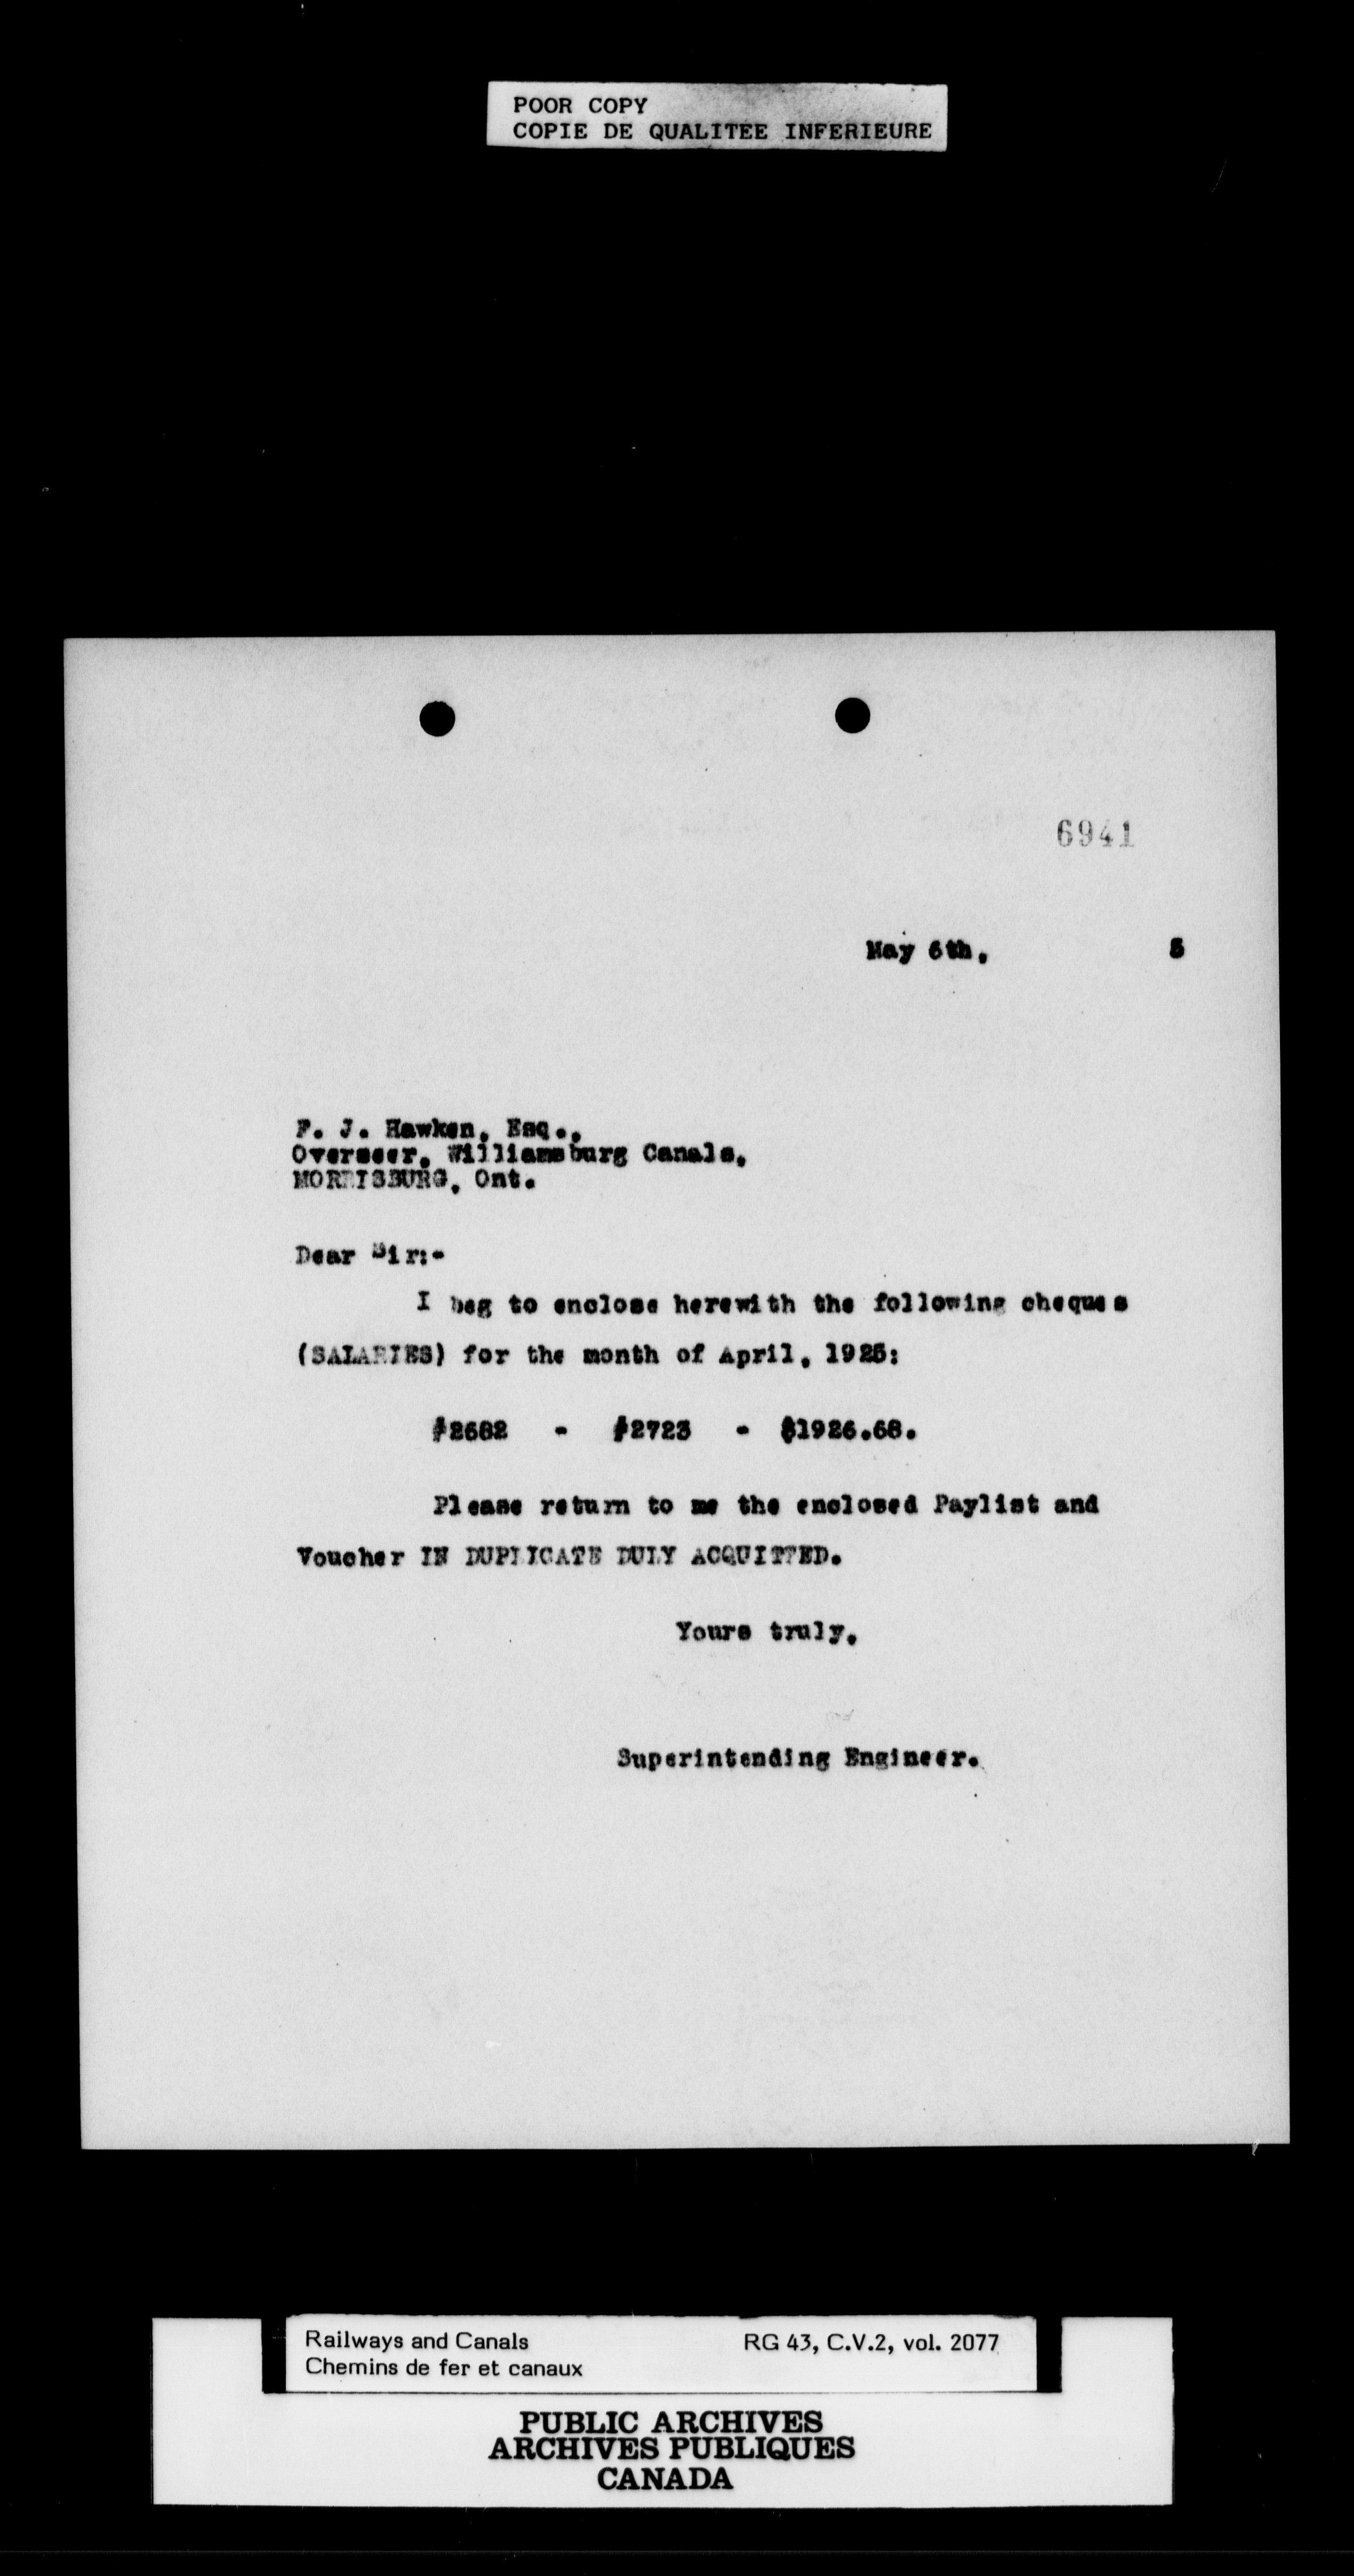 POOR COPY
COPIE DE QUALITEE INFERIEURE
6941
May 6th, 5
F. J. Hawken, Esq.,
Overseer, Williamsburg Canals,
MORRISBURG, Ont.
Dear Sir:-
I beg to enclose herewith the following cheques
(SALARIES) for the month of April, 1925:
#2682 - #2723 - $1926.68.
Please return to me the enclosed Paylist and
Voucher IN DUPLICATE DULY ACQUITTED.
Yours truly,
Superintending Engineer.
Railways and Canals RG 43, C.V.2, vol. 2077
Chemins de fer et canaux
PUBLIC ARCHIVES
ARCHIVES PUBLIQUES
CANADA